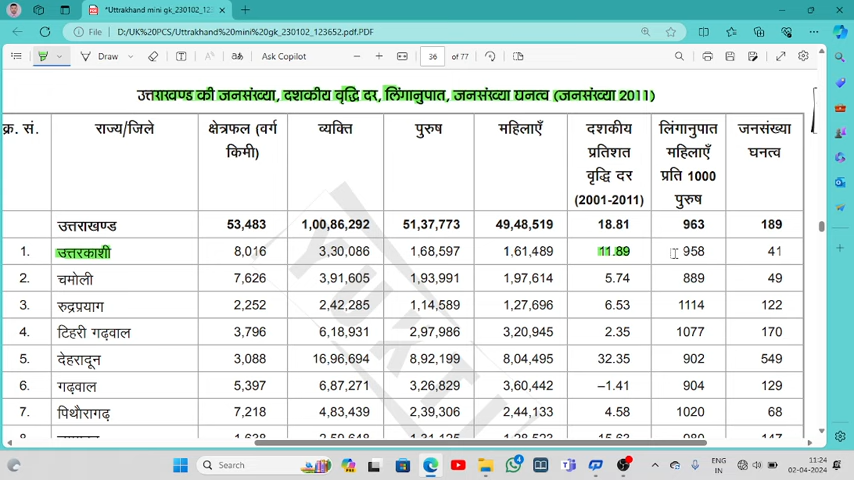 *Uttrakhand mini gk_230102_123
File
D:/UK%20PCS/Uttrakhand%20mini%20gk_230102_123652.pdf.PDF
Draw
Ask Copilot
36 of 77
उत्तराखण्ड की जनसंख्या, दशकीय वृद्धि दर, लिंगानुपात, जनसंख्या घनत्व (जनसंख्या 2011)
क्र. सं. राज्य/जिले क्षेत्रफल (वर्ग किमी) व्यक्ति पुरुष महिलाएँ दशकीय प्रतिशत वृद्धि दर (2001-2011) लिंगानुपात महिलाएँ प्रति 1000 पुरुष जनसंख्या घनत्व
उत्तराखण्ड 53,483 1,00,86,292 51,37,773 49,48,519 18.81 963 189
1. उत्तरकाशी 8,016 3,30,086 1,68,597 1,61,489 11.89 958 41
2. चमोली 7,626 3,91,605 1,93,991 1,97,614 5.74 889 49
3. रुद्रप्रयाग 2,252 2,42,285 1,14,589 1,27,696 6.53 1114 122
4. टिहरी गढ़वाल 3,796 6,18,931 2,97,986 3,20,945 2.35 1077 170
5. देहरादून 3,088 16,96,694 8,92,199 8,04,495 32.35 902 549
6. गढ़वाल 5,397 6,87,271 3,26,829 3,60,442 –1.41 904 129
7. पिथौरागढ़ 7,218 4,83,439 2,39,306 2,44,133 4.58 1020 68
YUKTI
Search
4
ENG
IN
11:24
02-04-2024